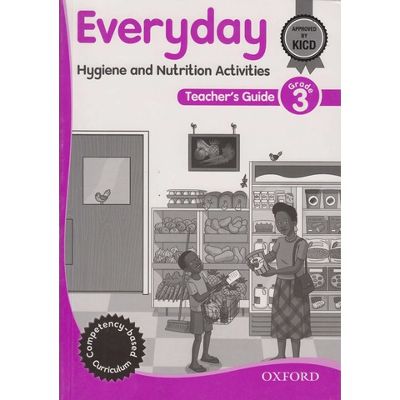 Everyday
APPROVED
BY
KICD
Hygiene and Nutrition Activities
Teacher's Guide
Grade
3
Competency-based
Curriculum
OXFORD